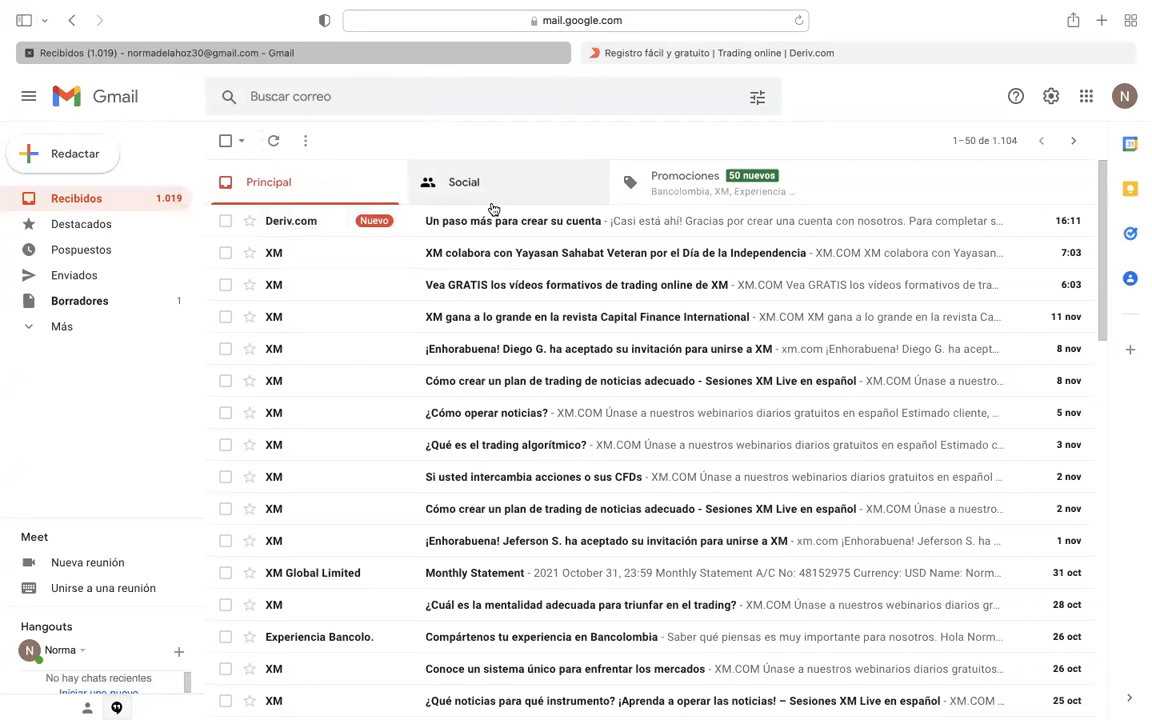 mail.google.com
Recibidos (1.019) - normadelahoz30@gmail.com - Gmail
Registro fácil y gratuito | Trading online | Deriv.com
Gmail
Buscar correo
N
Redactar
1–50 de 1.104
Recibidos 1.019
Destacados
Pospuestos
Enviados
Borradores 1
Más
Principal
Social
Promociones 50 nuevos
Bancolombia, XM, Experiencia ...
Deriv.com Nuevo Un paso más para crear su cuenta - ¡Casi está ahí! Gracias por crear una cuenta con nosotros. Para completar s... 16:11
XM XM colabora con Yayasan Sahabat Veteran por el Día de la Independencia - XM.COM XM colabora con Yayasan... 7:03
XM Vea GRATIS los vídeos formativos de trading online de XM - XM.COM Vea GRATIS los vídeos formativos de tra... 6:03
XM XM gana a lo grande en la revista Capital Finance International - XM.COM XM gana a lo grande en la revista Ca... 11 nov
XM ¡Enhorabuena! Diego G. ha aceptado su invitación para unirse a XM - xm.com ¡Enhorabuena! Diego G. ha acept... 8 nov
XM Cómo crear un plan de trading de noticias adecuado - Sesiones XM Live en español - XM.COM Únase a nuestro... 8 nov
XM ¿Cómo operar noticias? - XM.COM Únase a nuestros webinarios diarios gratuitos en español Estimado cliente, ... 5 nov
XM ¿Qué es el trading algorítmico? - XM.COM Únase a nuestros webinarios diarios gratuitos en español Estimado c... 3 nov
XM Si usted intercambia acciones o sus CFDs - XM.COM Únase a nuestros webinarios diarios gratuitos en español ... 2 nov
XM Cómo crear un plan de trading de noticias adecuado - Sesiones XM Live en español - XM.COM Únase a nuestro... 2 nov
XM ¡Enhorabuena! Jeferson S. ha aceptado su invitación para unirse a XM - xm.com ¡Enhorabuena! Jeferson S. ha ... 1 nov
XM Global Limited Monthly Statement - 2021 October 31, 23:59 Monthly Statement A/C No: 48152975 Currency: USD Name: Norm... 31 oct
XM ¿Cuál es la mentalidad adecuada para triunfar en el trading? - XM.COM Únase a nuestros webinarios diarios gr... 28 oct
Experiencia Bancolo. Compártenos tu experiencia en Bancolombia - Saber qué piensas es muy importante para nosotros. Hola Norm... 26 oct
XM Conoce un sistema único para enfrentar los mercados - XM.COM Únase a nuestros webinarios diarios gratuitos... 26 oct
XM ¿Qué noticias para qué instrumento? ¡Aprenda a operar las noticias! – Sesiones XM Live en español - XM.COM ... 25 oct
Meet
Nueva reunión
Unirse a una reunión
Hangouts
N Norma
No hay chats recientes
Iniciar uno nuevo
31